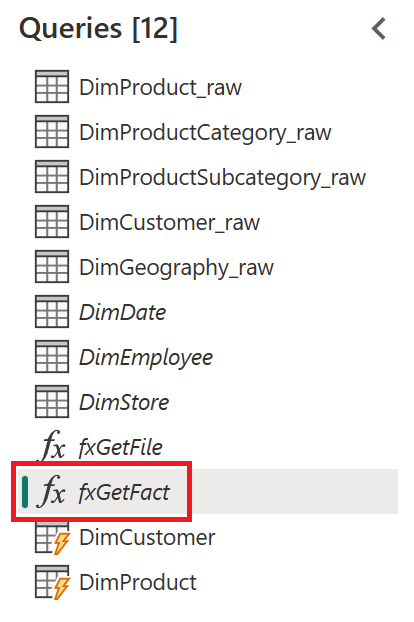 Queries [12]
DimProduct_raw
DimProductCategory_raw
DimProductSubcategory_raw
DimCustomer_raw
DimGeography_raw
DimDate
DimEmployee
DimStore
fx fxGetFile
fx fxGetFact
DimCustomer
DimProduct